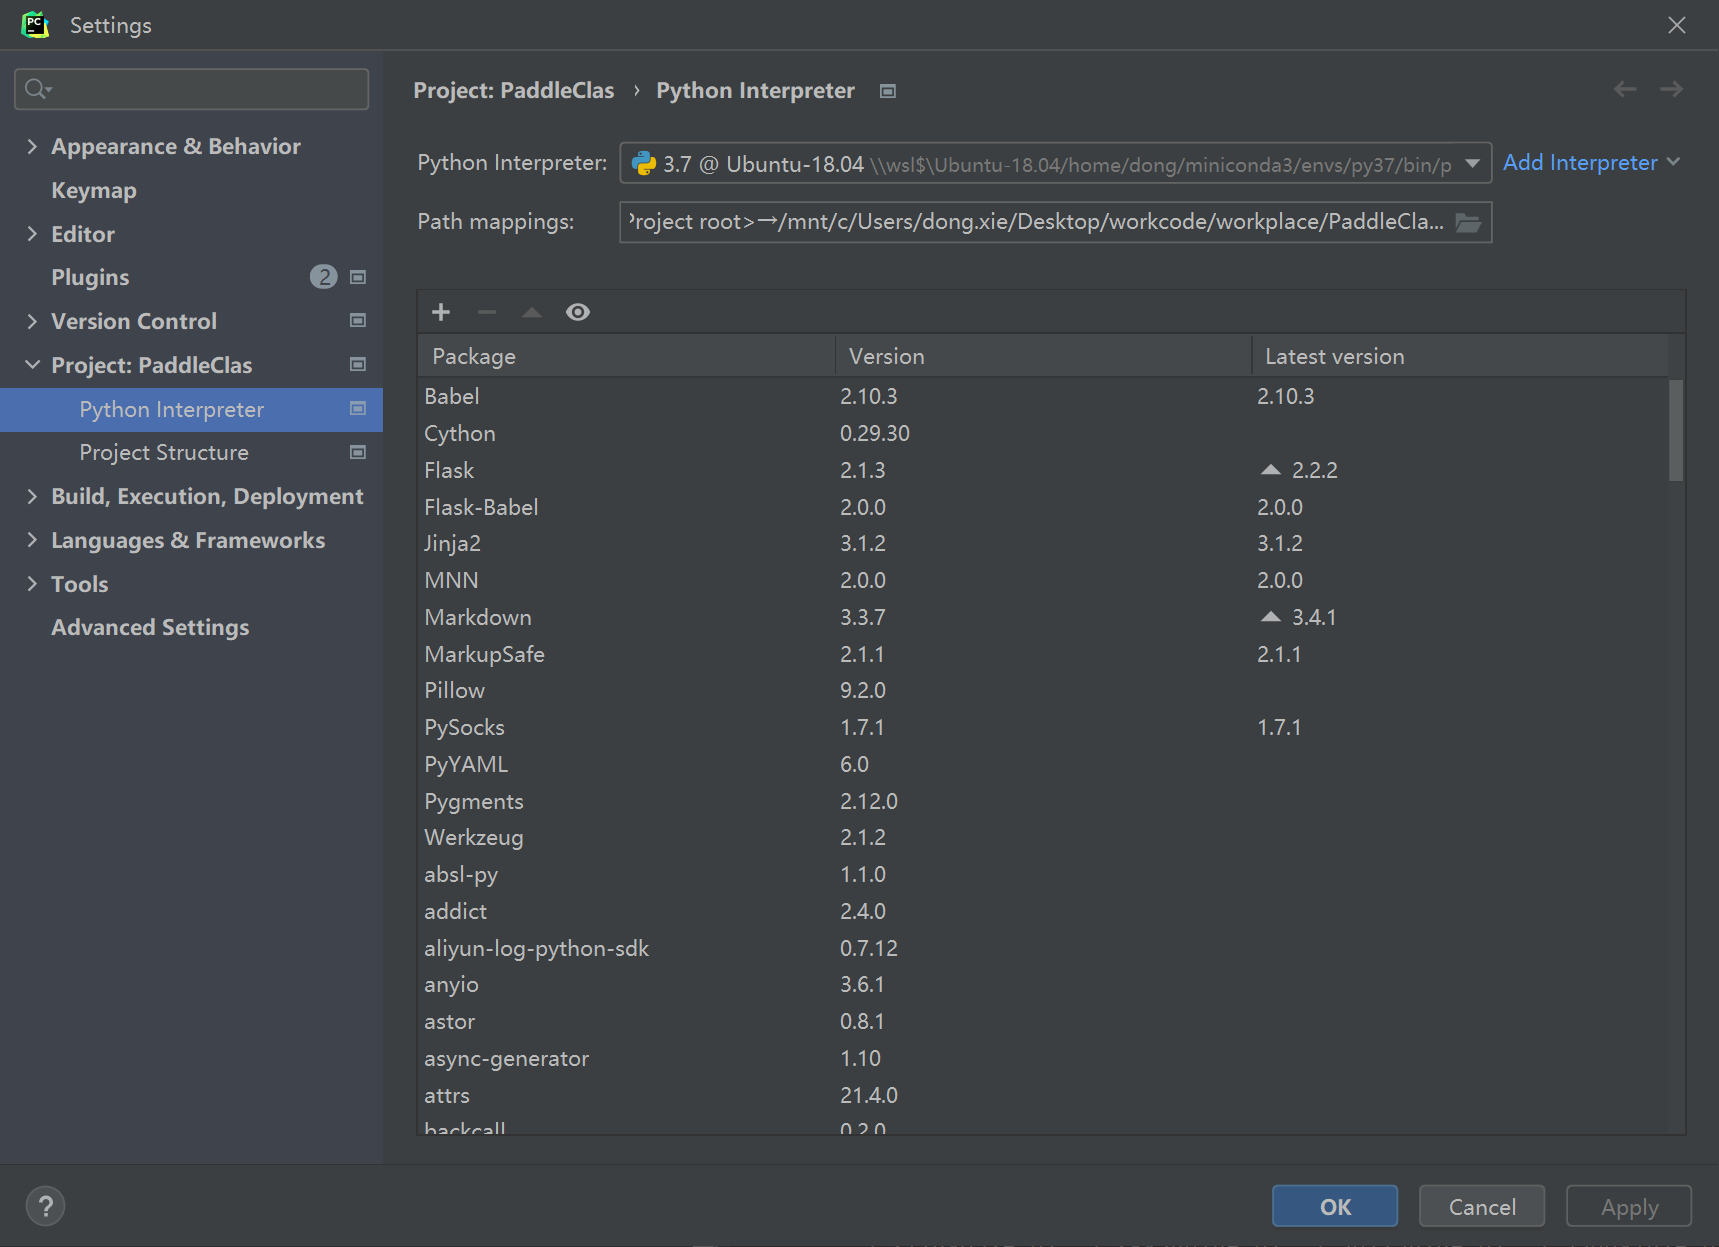 PC
Settings
Project: PaddleClas › Python Interpreter
Appearance & Behavior
Keymap
Editor
Plugins 2
Version Control
Project: PaddleClas
Python Interpreter
Project Structure
Build, Execution, Deployment
Languages & Frameworks
Tools
Advanced Settings
Python Interpreter: 3.7 @ Ubuntu-18.04 \\wsl$\Ubuntu-18.04/home/dong/miniconda3/envs/py37/bin/p Add Interpreter
Path mappings: Project root>→/mnt/c/Users/dong.xie/Desktop/workcode/workplace/PaddleCla...
Package Version Latest version
Babel 2.10.3 2.10.3
Cython 0.29.30
Flask 2.1.3 2.2.2
Flask-Babel 2.0.0 2.0.0
Jinja2 3.1.2 3.1.2
MNN 2.0.0 2.0.0
Markdown 3.3.7 3.4.1
MarkupSafe 2.1.1 2.1.1
Pillow 9.2.0
PySocks 1.7.1 1.7.1
PyYAML 6.0
Pygments 2.12.0
Werkzeug 2.1.2
absl-py 1.1.0
addict 2.4.0
aliyun-log-python-sdk 0.7.12
anyio 3.6.1
astor 0.8.1
async-generator 1.10
attrs 21.4.0
backcall 0.2.0
? OK Cancel Apply